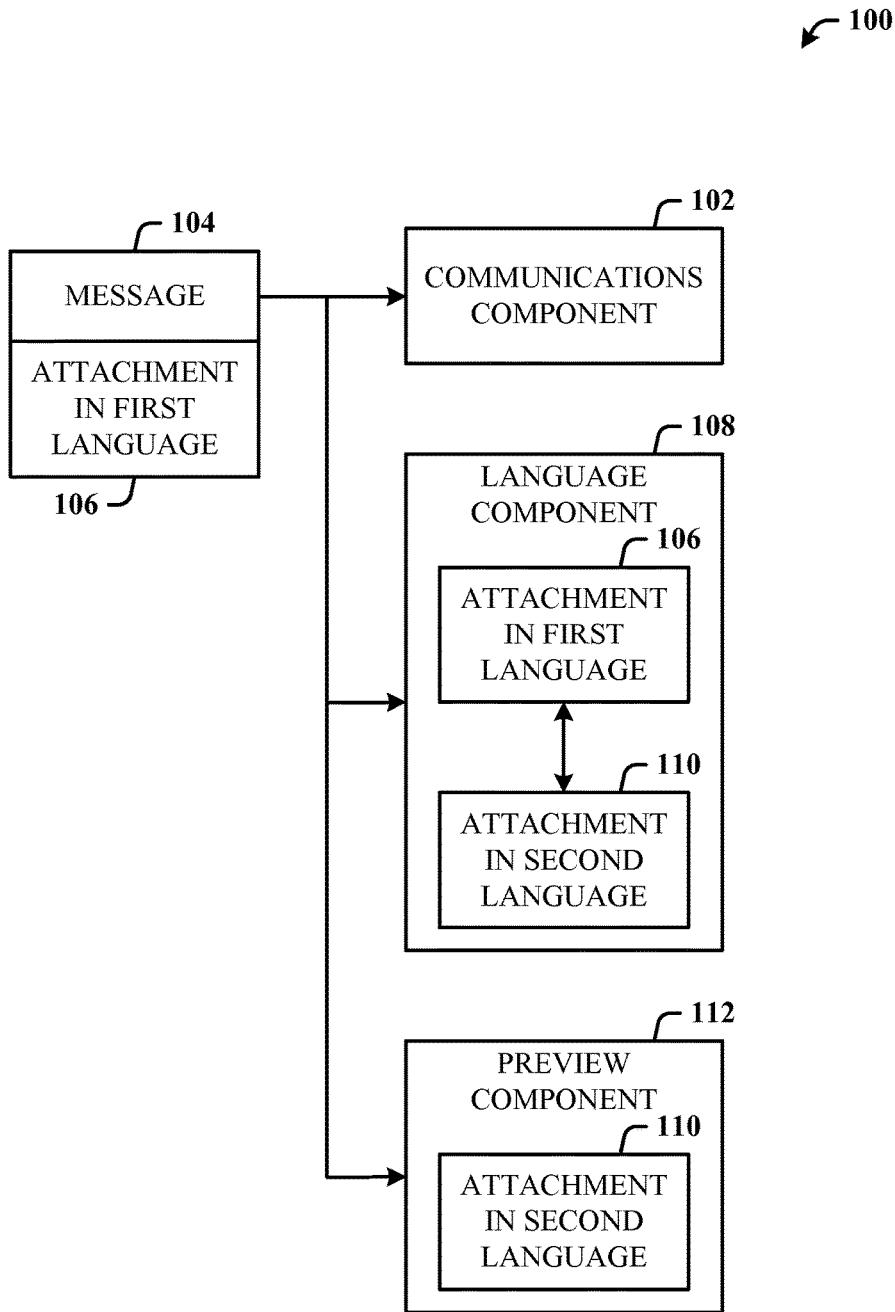 100
104
MESSAGE
ATTACHMENT
IN FIRST
LANGUAGE
106
102
COMMUNICATIONS
COMPONENT
108
LANGUAGE
COMPONENT
106
ATTACHMENT
IN FIRST
LANGUAGE
110
ATTACHMENT
IN SECOND
LANGUAGE
112
PREVIEW
COMPONENT
110
ATTACHMENT
IN SECOND
LANGUAGE